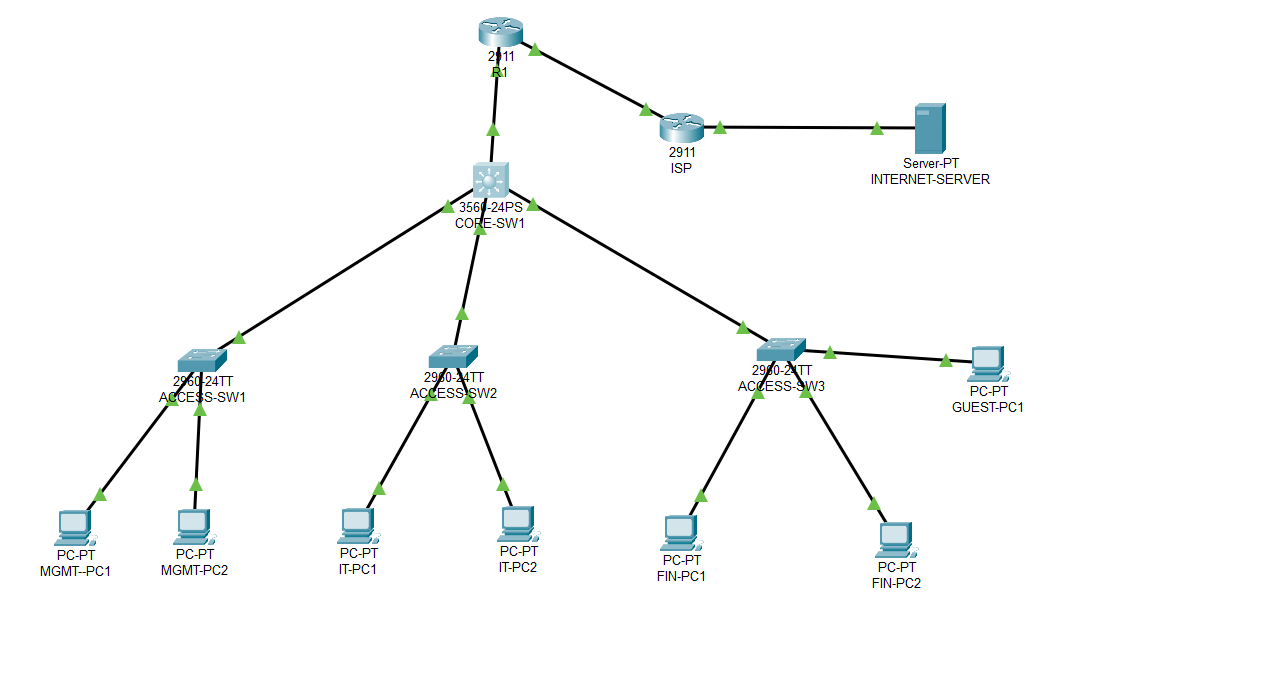 2911
R1
2911
ISP
Server-PT
INTERNET-SERVER
3560-24PS
CORE-SW1
2960-24TT
ACCESS-SW1
2960-24TT
ACCESS-SW2
2960-24TT
ACCESS-SW3
PC-PT
GUEST-PC1
PC-PT
MGMT--PC1
PC-PT
MGMT-PC2
PC-PT
IT-PC1
PC-PT
IT-PC2
PC-PT
FIN-PC1
PC-PT
FIN-PC2